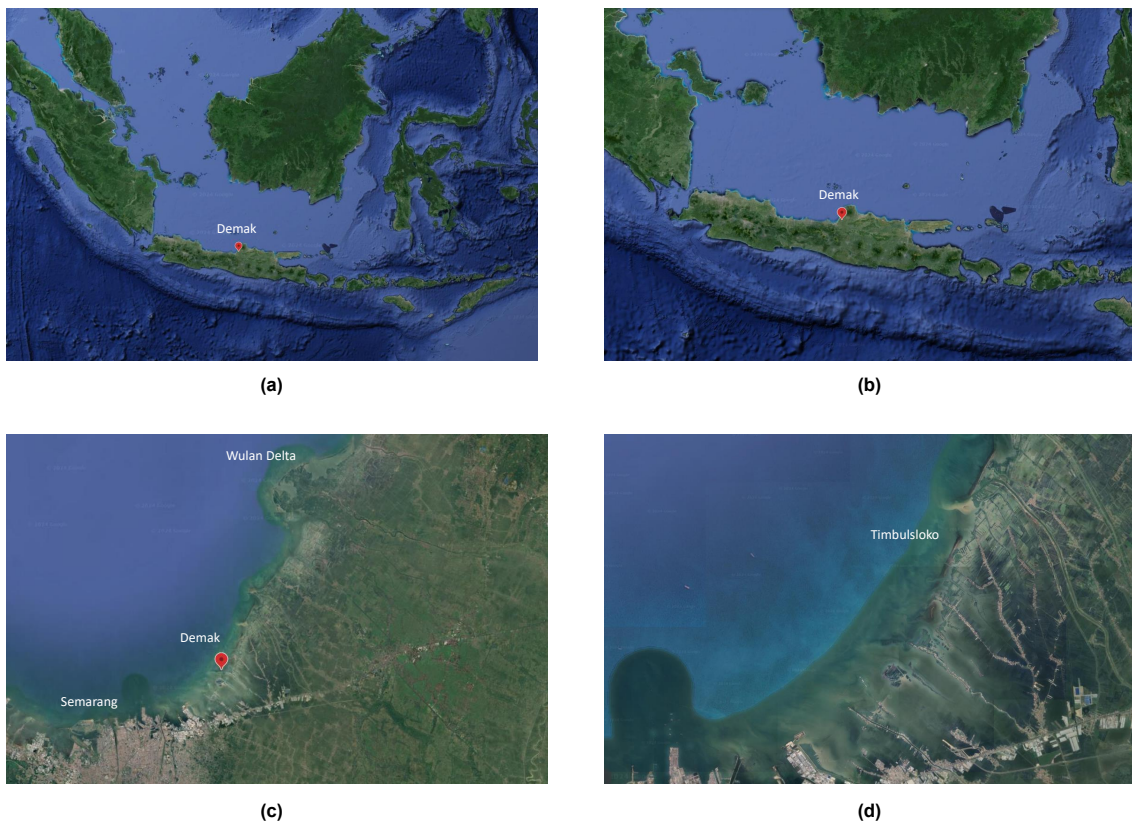 Demak
(a)
Demak
(b)
Wulan Delta
Demak
Semarang
(c)
Timbulsloko
(d)